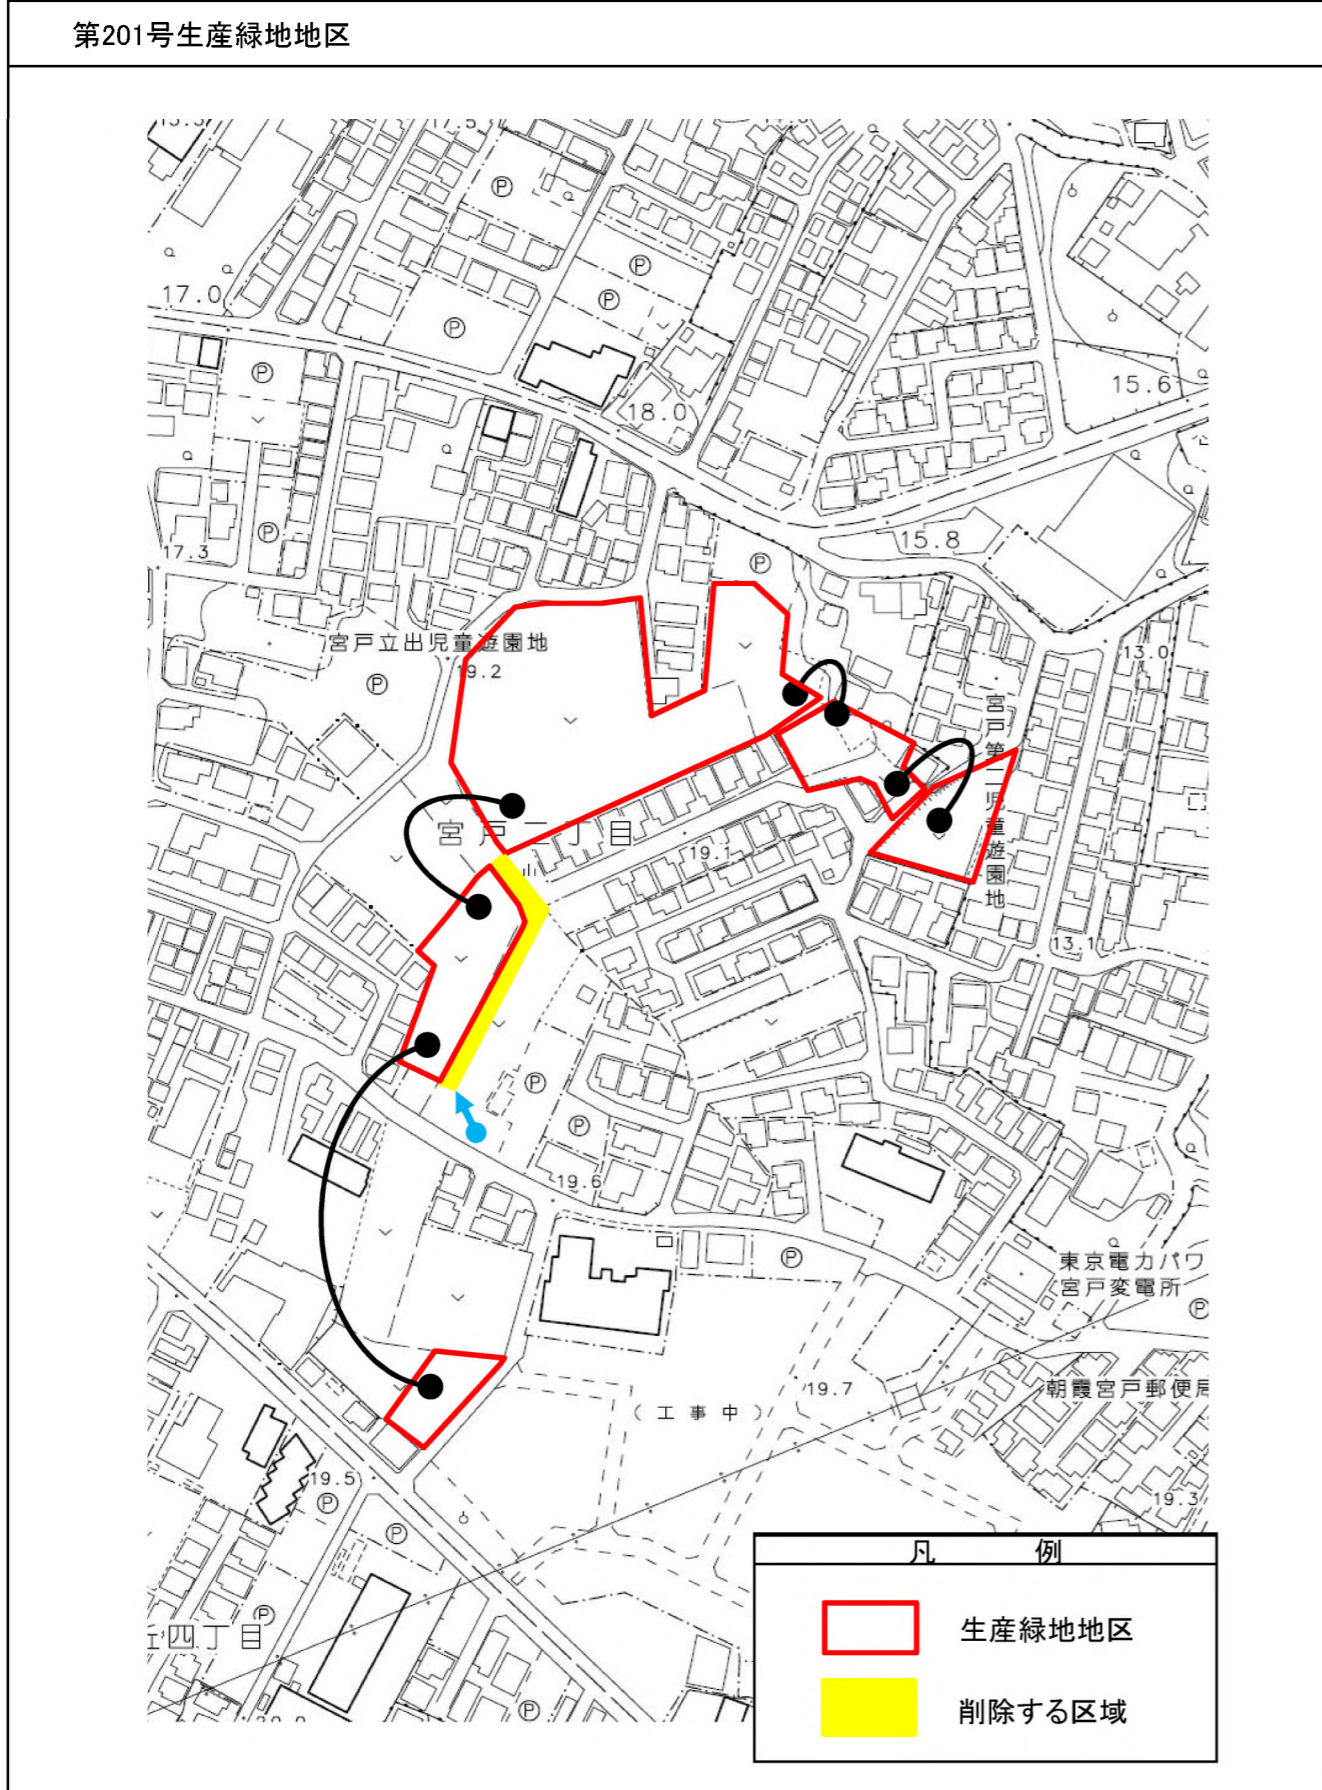 第201号生産緑地地区
17.5
Ⓟ
Ⓟ
17.0
Ⓟ
Ⓟ
Ⓟ
15.6
18.0
17.3
Ⓟ
15.8
Ⓟ
宮戸立出児童遊園地
13.0
19.2
Ⓟ
宮戸第二児童遊園地
宮戸二丁目
19.1
山
13.1
Ⓟ
Ⓟ
19.6
Ⓟ
東京電力パワ
宮戸変電所
Ⓟ
19.7
朝霞宮戸郵便局
(工事中)
19.5
Ⓟ
19.3
Ⓟ
凡例
Ⓟ
丘四丁目
生産緑地地区
Ⓟ
削除する区域